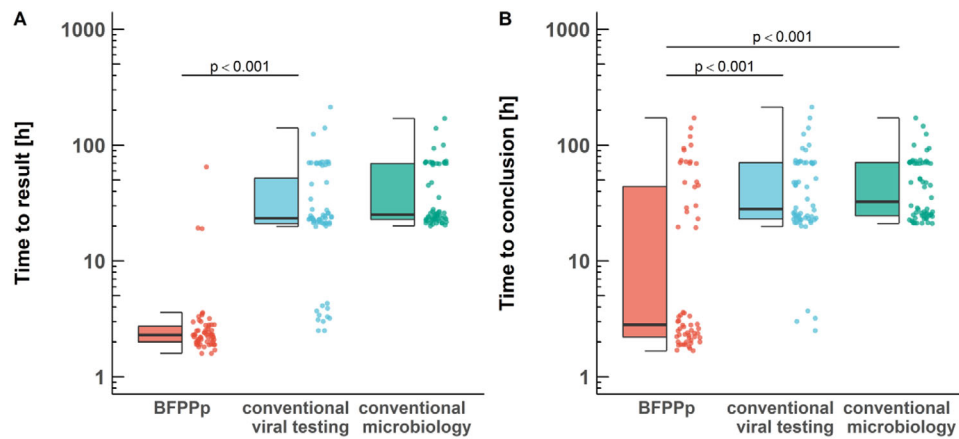 A
Time to result [h]
1000
100
10
1
p < 0.001
BFPPp
conventional
viral testing
conventional
microbiology
B
Time to conclusion [h]
1000
100
10
1
p < 0.001
p < 0.001
BFPPp
conventional
viral testing
conventional
microbiology